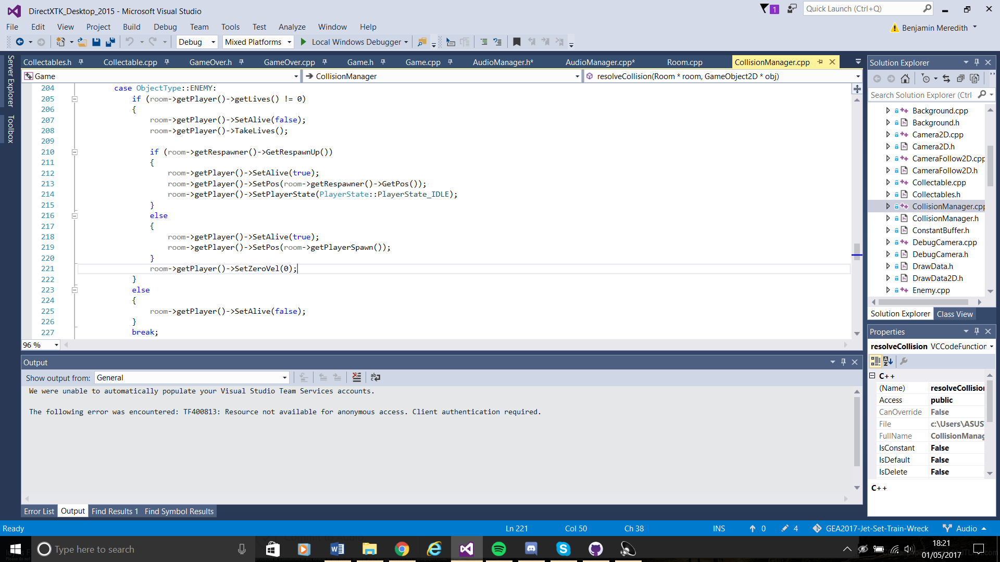 DirectXTK_Desktop_2015 - Microsoft Visual Studio
1
Quick Launch (Ctrl+Q)
File Edit View Project Build Debug Team Tools Test Analyze Window Help
Benjamin Meredith
Debug Mixed Platforms Local Windows Debugger
Server Explorer
Toolbox
Collectables.h Collectable.cpp GameOver.h GameOver.cpp Game.h Game.cpp AudioManager.h* AudioManager.cpp* Room.cpp CollisionManager.cpp
Game CollisionManager resolveCollision(Room * room, GameObject2D * obj)
204 case ObjectType::ENEMY:
205 if (room->getPlayer()->getLives() != 0)
206 {
207 room->getPlayer()->SetAlive(false);
208 room->getPlayer()->TakeLives();
209
210 if (room->getRespawner()->GetRespawnUp())
211 {
212 room->getPlayer()->SetAlive(true);
213 room->getPlayer()->SetPos(room->getRespawner()->GetPos());
214 room->getPlayer()->SetPlayerState(PlayerState::PlayerState_IDLE);
215 }
216 else
217 {
218 room->getPlayer()->SetAlive(true);
219 room->getPlayer()->SetPos(room->getPlayerSpawn());
220 }
221 room->getPlayer()->SetZeroVel(0);
222 }
223 else
224 {
225 room->getPlayer()->SetAlive(false);
226 }
227 break;
96 %
Output
Show output from: General
We were unable to automatically populate your Visual Studio Team Services accounts.
The following error was encountered: TF400813: Resource not available for anonymous access. Client authentication required.
Error List Output Find Results 1 Find Symbol Results
Solution Explorer
Search Solution Explorer (Ctrl
Background.cpp
Background.h
Camera2D.cpp
Camera2D.h
CameraFollow2D.cpp
CameraFollow2D.h
Collectable.cpp
Collectables.h
CollisionManager.cpp
CollisionManager.h
ConstantBuffer.h
DebugCamera.cpp
DebugCamera.h
DrawData.h
DrawData2D.h
Enemy.cpp
Solution Explorer Class View
Properties
resolveCollision VCCodeFunction
C++
(Name) resolveCollision
Access public
CanOverride False
File c:\Users\ASUS
FullName CollisionManag
IsConstant False
IsDefault False
IsDelete False
C++
Ready Ln 221 Col 50 Ch 38 INS 0 4 GEA2017-Jet-Set-Train-Wreck Audio
Type here to search
18:21
01/05/2017